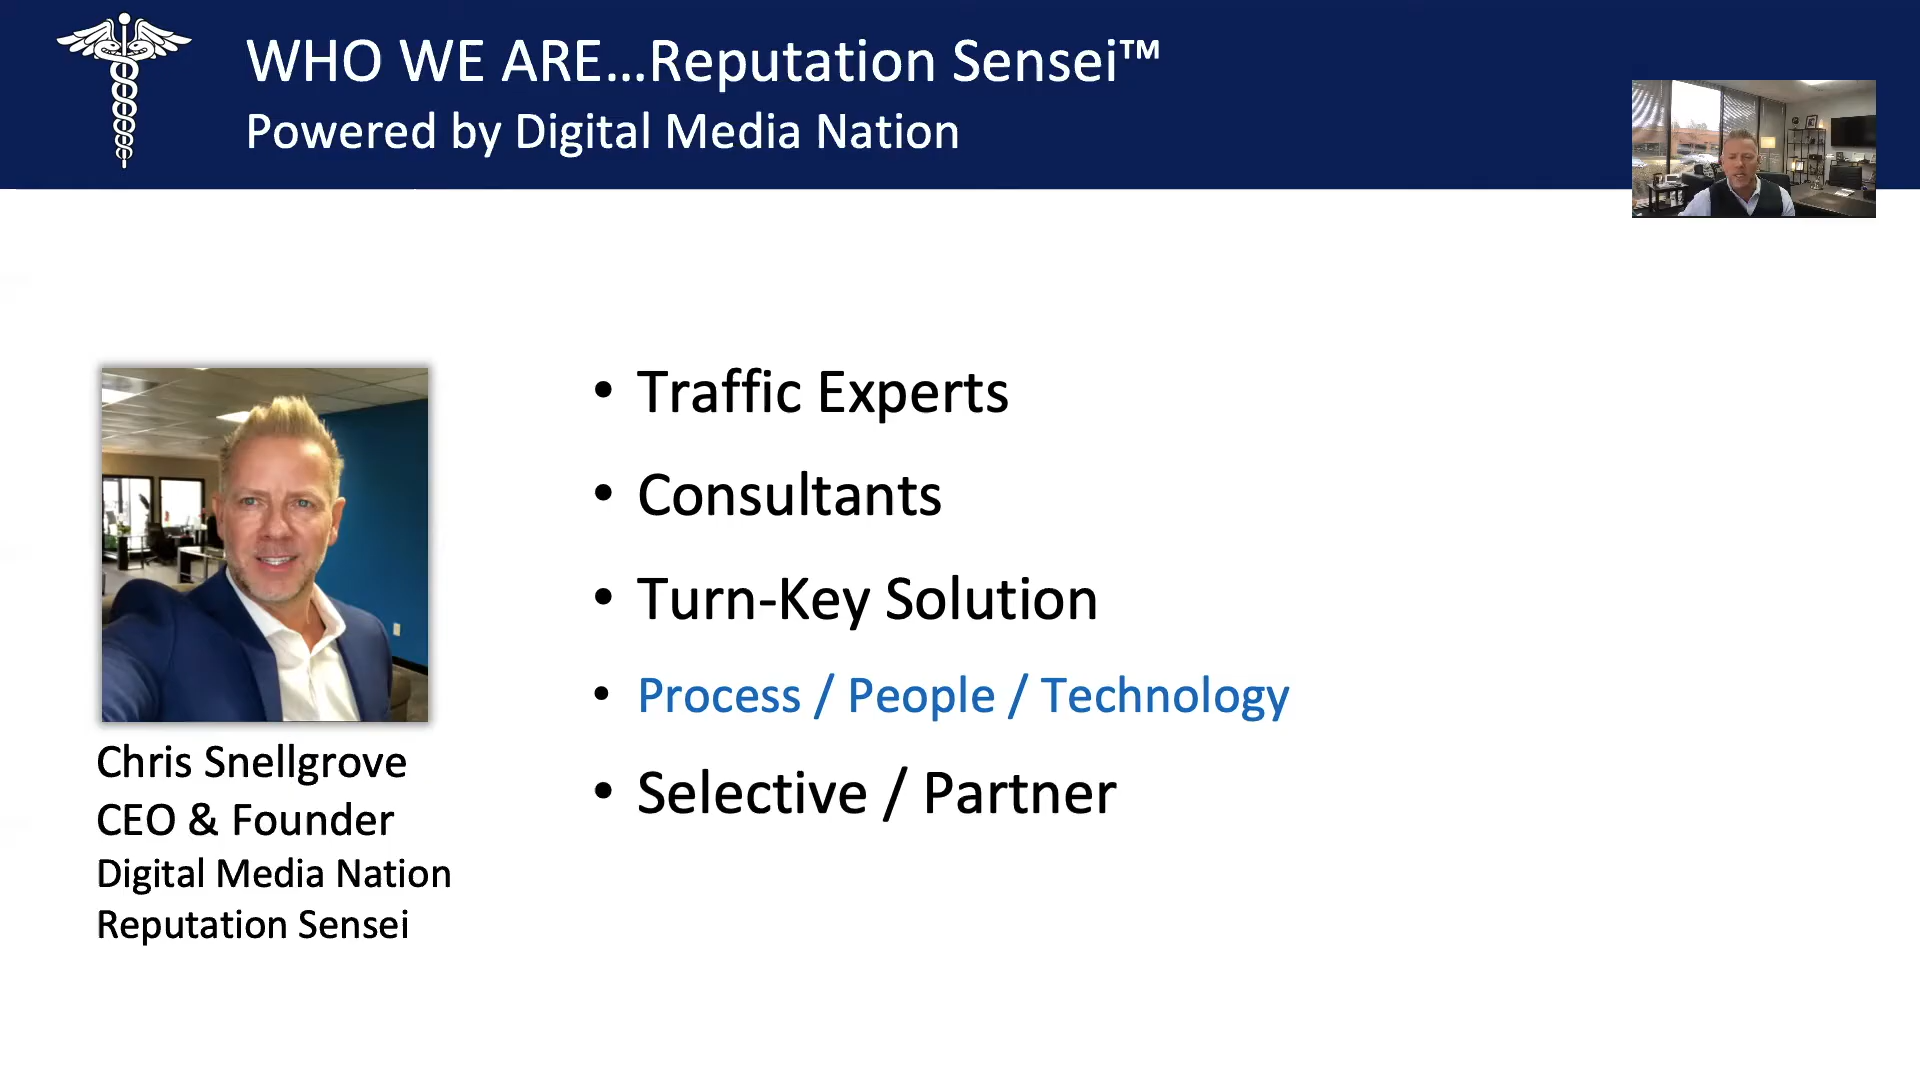 WHO WE ARE...Reputation Sensei™
Powered by Digital Media Nation
• Traffic Experts
• Consultants
• Turn-Key Solution
• Process / People / Technology
• Selective / Partner
Chris Snellgrove
CEO & Founder
Digital Media Nation
Reputation Sensei